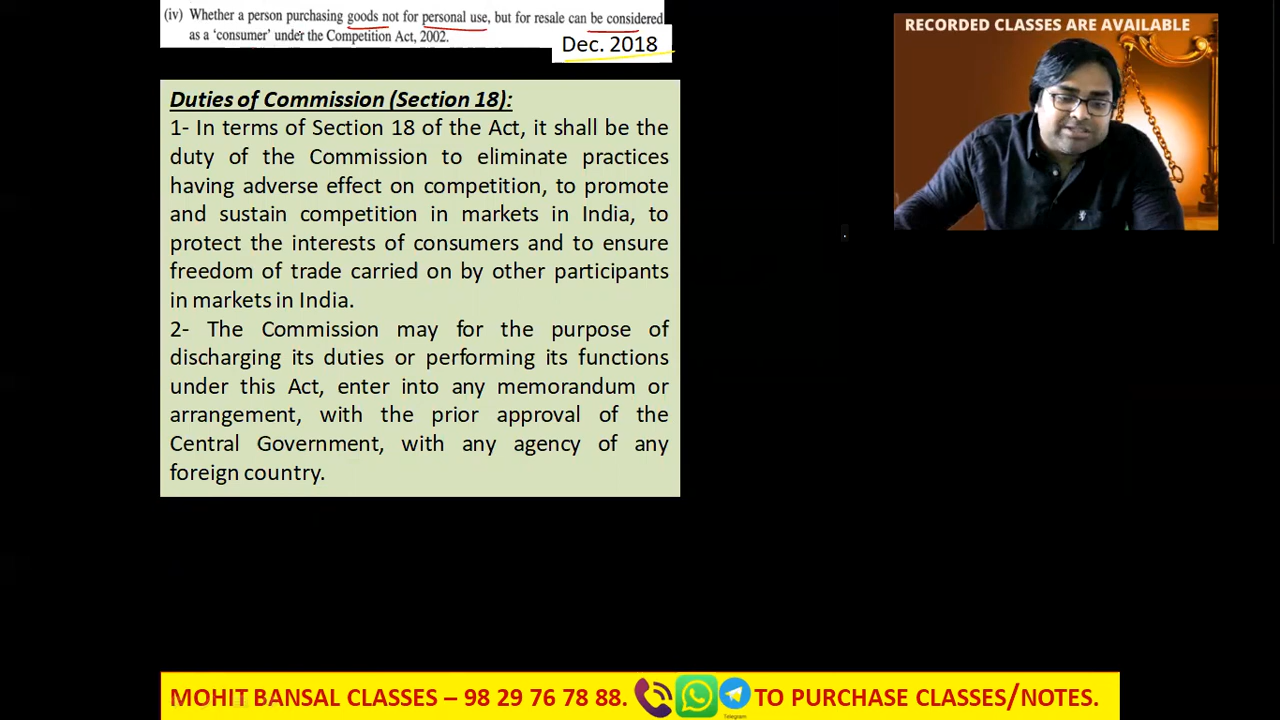 (iv) Whether a person purchasing goods not for personal use, but for resale can be considered
as a 'consumer' under the Competition Act, 2002.
Dec. 2018
RECORDED CLASSES ARE AVAILABLE
Duties of Commission (Section 18):
1- In terms of Section 18 of the Act, it shall be the
duty of the Commission to eliminate practices
having adverse effect on competition, to promote
and sustain competition in markets in India, to
protect the interests of consumers and to ensure
freedom of trade carried on by other participants
in markets in India.
2- The Commission may for the purpose of
discharging its duties or performing its functions
under this Act, enter into any memorandum or
arrangement, with the prior approval of the
Central Government, with any agency of any
foreign country.
MOHIT BANSAL CLASSES – 98 29 76 78 88. TO PURCHASE CLASSES/NOTES.
Telegram